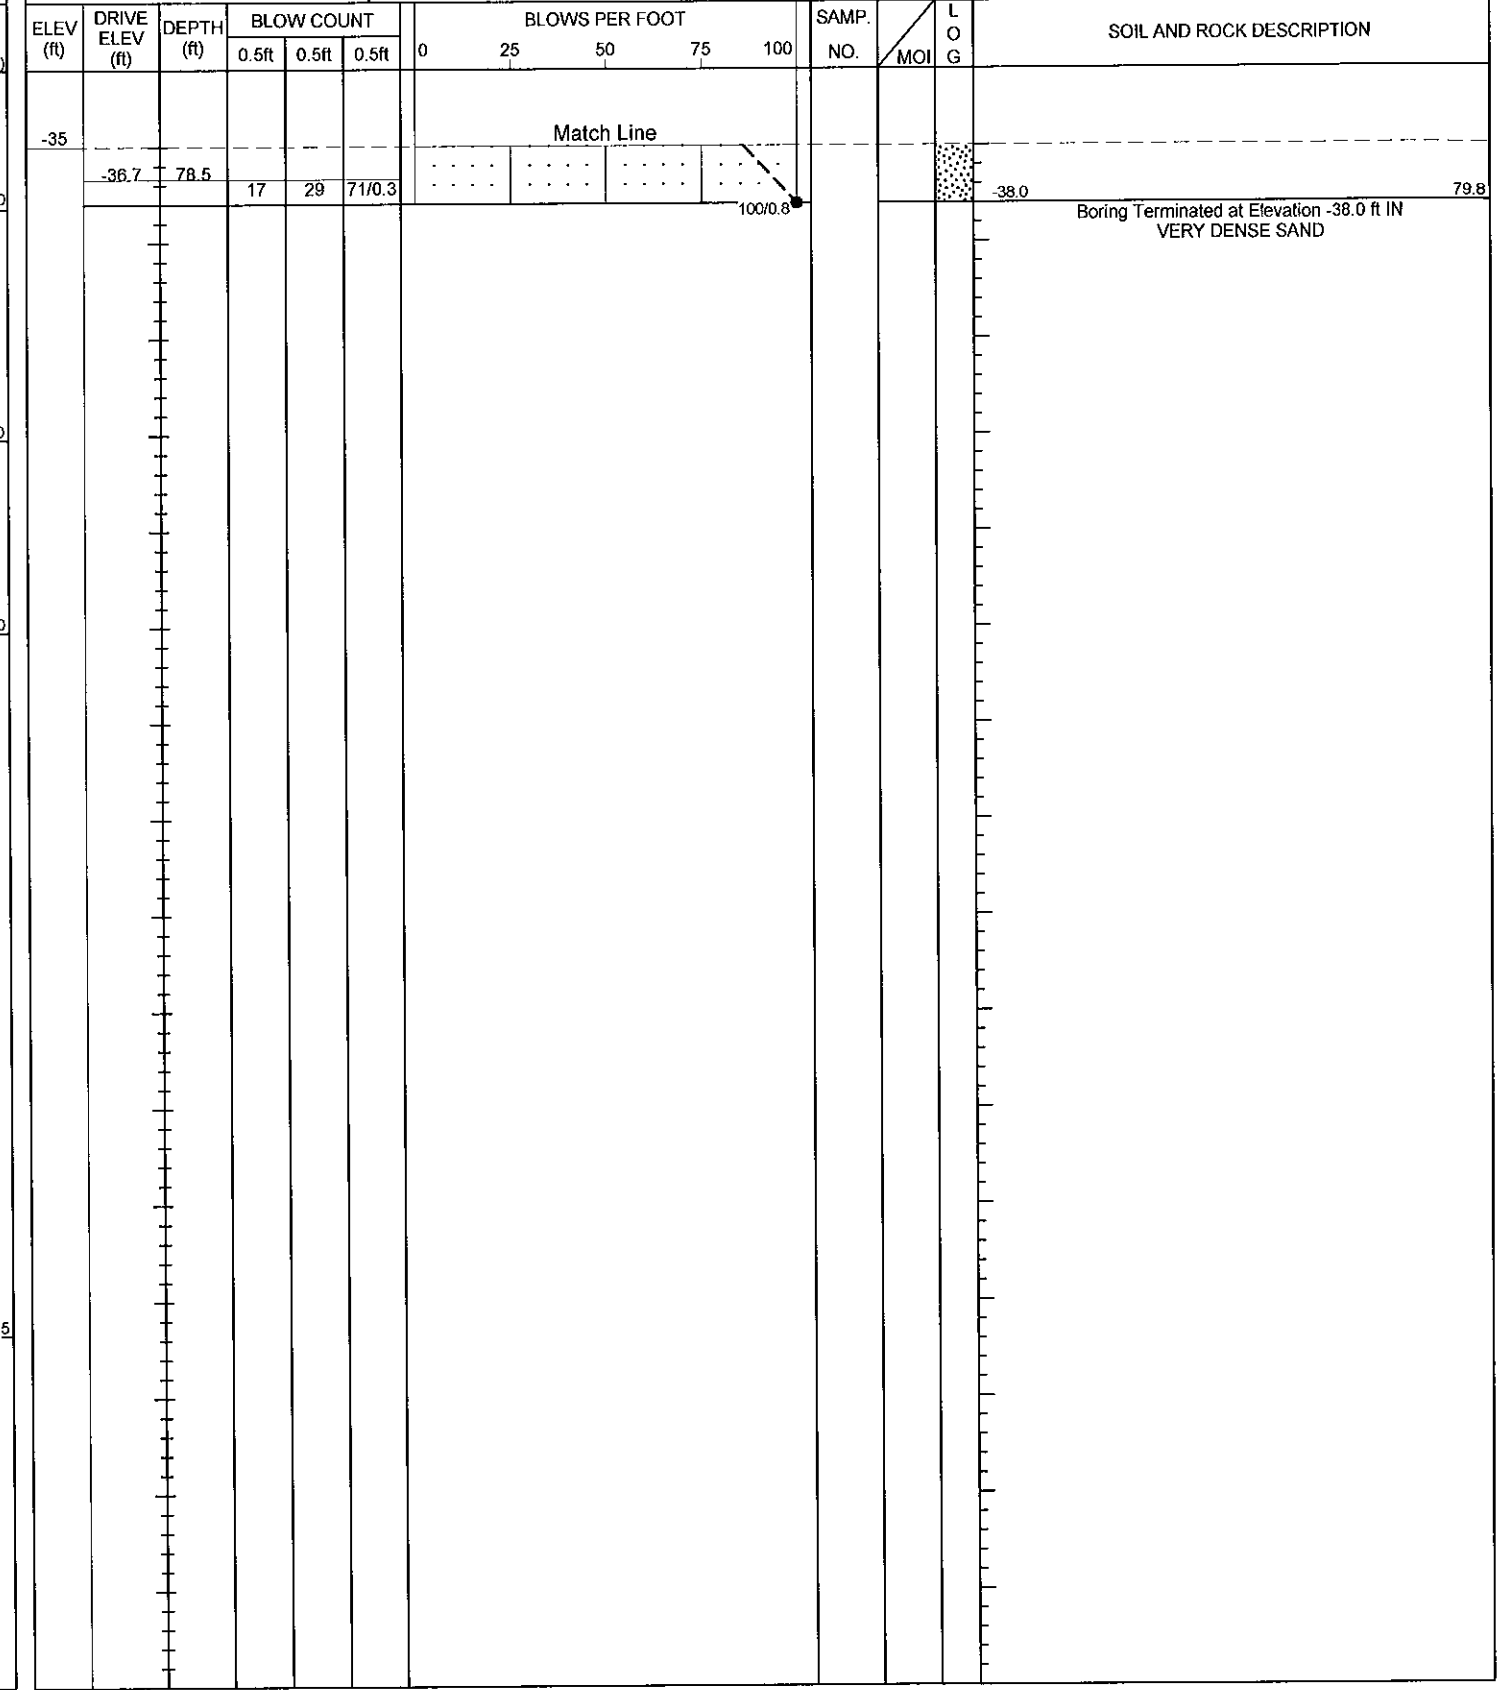 ELEV (ft) DRIVE ELEV (ft) DEPTH (ft) BLOW COUNT BLOWS PER FOOT SAMP. NO. MOI L O G SOIL AND ROCK DESCRIPTION
0.5ft 0.5ft 0.5ft 0 25 50 75 100
Match Line
-35
-36.7 78.5
17 29 71/0.3
100/0.8
-38.0 79.8
Boring Terminated at Elevation -38.0 ft IN
VERY DENSE SAND
5